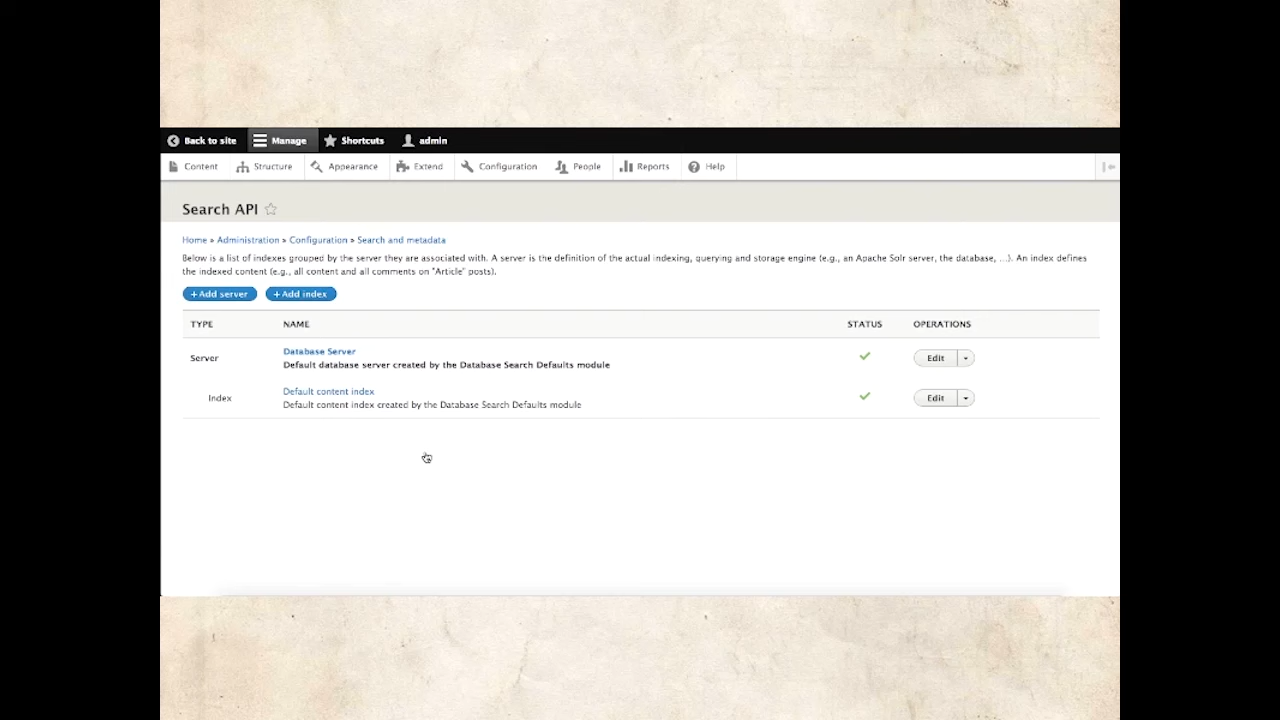 Back to site Manage Shortcuts admin
Content Structure Appearance Extend Configuration People Reports Help
Search API
Home » Administration » Configuration » Search and metadata
Below is a list of indexes grouped by the server they are associated with. A server is the definition of the actual indexing, querying and storage engine (e.g., an Apache Solr server, the database, ...). An index defines
the indexed content (e.g., all content and all comments on "Article" posts).
+ Add server + Add index
TYPE NAME STATUS OPERATIONS
Database Server
Server Edit
Default database server created by the Database Search Defaults module
Default content index
Index Edit
Default content index created by the Database Search Defaults module